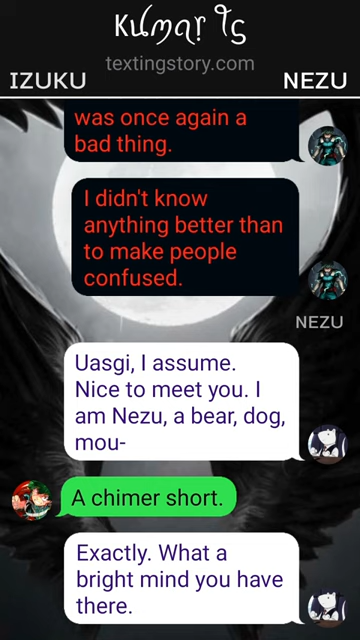 Kumar Ts
textingstory.com
IZUKU NEZU
was once again a
bad thing.
I didn't know
anything better than
to make people
confused.
NEZU
Uasgi, I assume.
Nice to meet you. I
am Nezu, a bear, dog,
mou-
A chimer short.
Exactly. What a
bright mind you have
there.